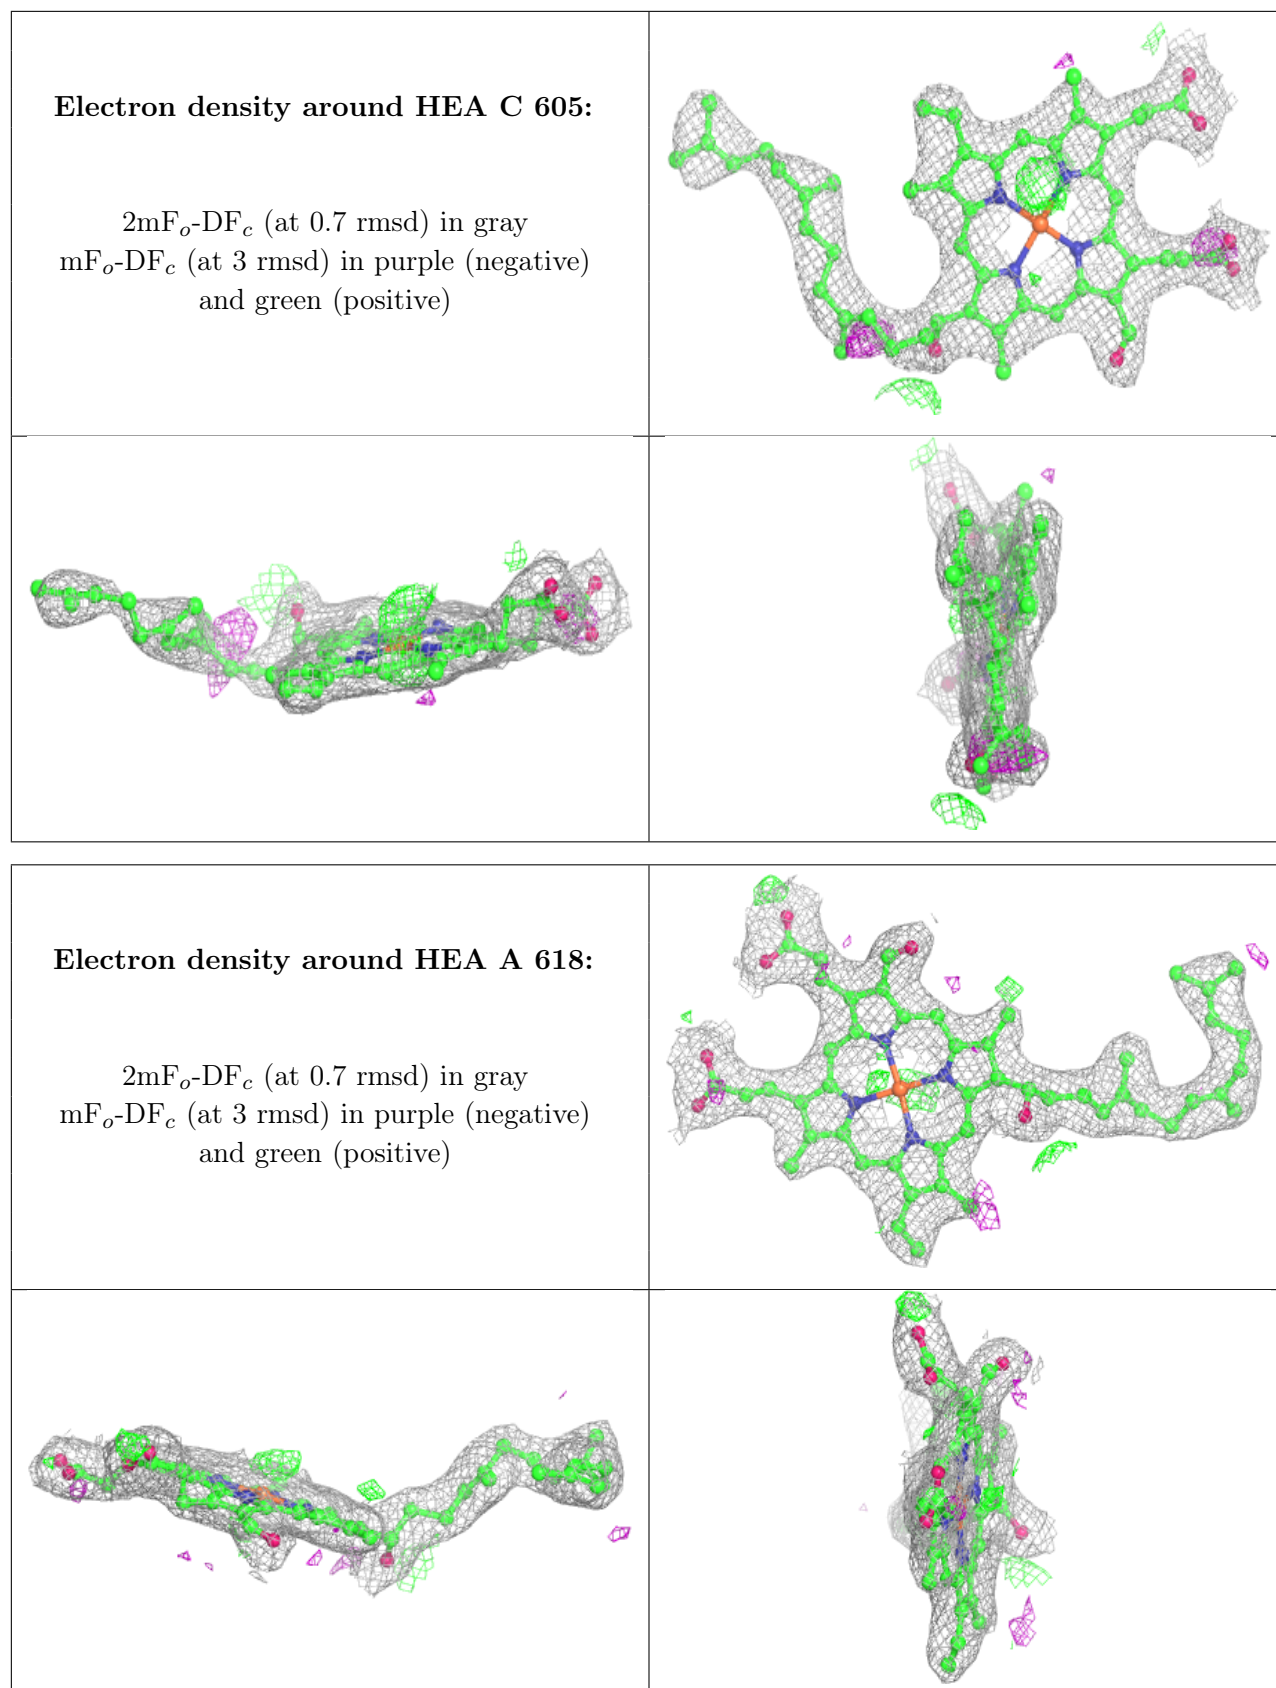 Electron density around HEA C 605:
2mFo-DFc (at 0.7 rmsd) in gray
mFo-DFc (at 3 rmsd) in purple (negative)
and green (positive)
Electron density around HEA A 618:
2mFo-DFc (at 0.7 rmsd) in gray
mFo-DFc (at 3 rmsd) in purple (negative)
and green (positive)